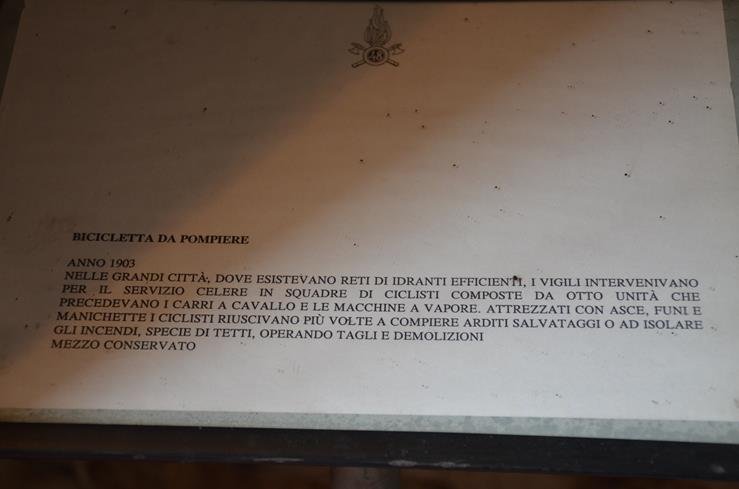 48
BICICLETTA DA POMPIERE
ANNO 1903
NELLE GRANDI CITTÀ, DOVE ESISTEVANO RETI DI IDRANTI EFFICIENTI, I VIGILI INTERVENIVANO
PER IL SERVIZIO CELERE IN SQUADRE DI CICLISTI COMPOSTE DA OTTO UNITÀ CHE
PRECEDEVANO I CARRI A CAVALLO E LE MACCHINE A VAPORE. ATTREZZATI CON ASCE, FUNI E
MANICHETTE I CICLISTI RIUSCIVANO PIÙ VOLTE A COMPIERE ARDITI SALVATAGGI O AD ISOLARE
GLI INCENDI, SPECIE DI TETTI, OPERANDO TAGLI E DEMOLIZIONI
MEZZO CONSERVATO